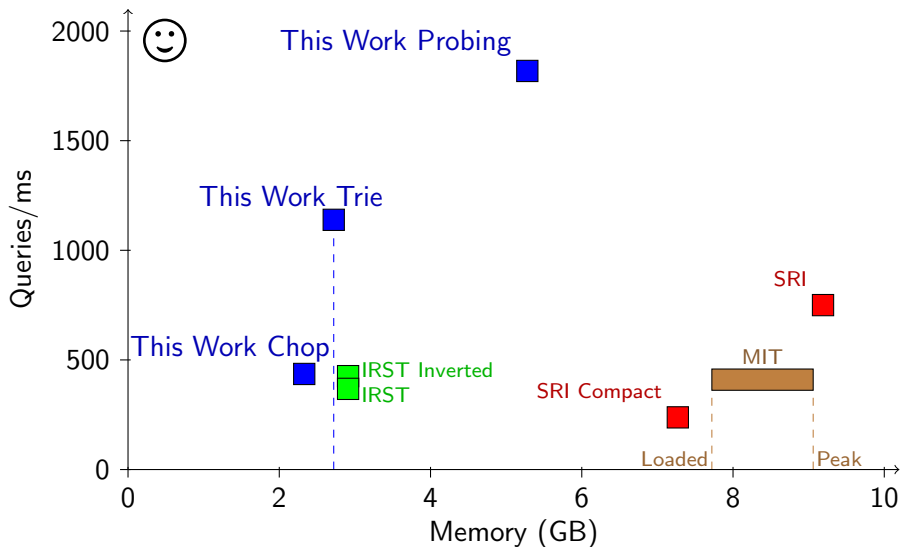 2000
This Work Probing
1500
This Work Trie
Queries/ms
1000
SRI
This Work Chop
500
IRST Inverted
MIT
IRST
SRI Compact
Loaded
Peak
0
0 2 4 6 8 10
Memory (GB)